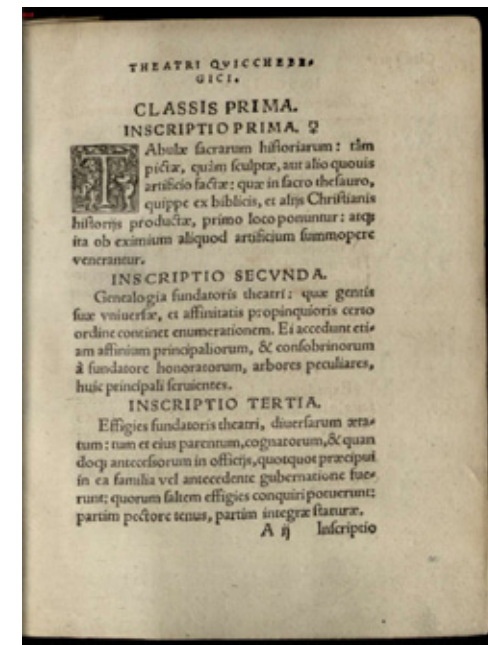 THEATRI QVICCHEBE-
GICI.
CLASSIS PRIMA.
INSCRIPTIO PRIMA. ☿
TAbulæ sacrarum historiarum: tàm
pictæ, quàm sculptæ, aut alio quouis
artificio factæ: quæ in sacro thesauro,
quippe ex biblicis, et alijs Christianis
historijs productæ, primo loco ponuntur: atq;
ita ob eximium aliquod artificium summopere
venerantur.
INSCRIPTIO SECVNDA.
Genealogia fundatoris theatri: quæ gentis
suæ vniuersæ, et affinitatis propinquioris certo
ordine continet enumerationem. Ei accedunt eti-
am affinium principaliorum, & consobrinorum
à fundatore honoratorum, arbores peculiares,
huic principali seruientes.
INSCRIPTIO TERTIA.
Effigies fundatoris theatri, diuersarum æta-
tum: tum et eius parentum, cognatorum, & quan
doq; antecessorum in officijs, quotquot præcipui
in ea familia vel antecedente gubernatione fue-
runt: quorum saltem effigies conquiri potuerunt:
partim pectore tenus, partim integræ staturæ.
A ij Inscriptio